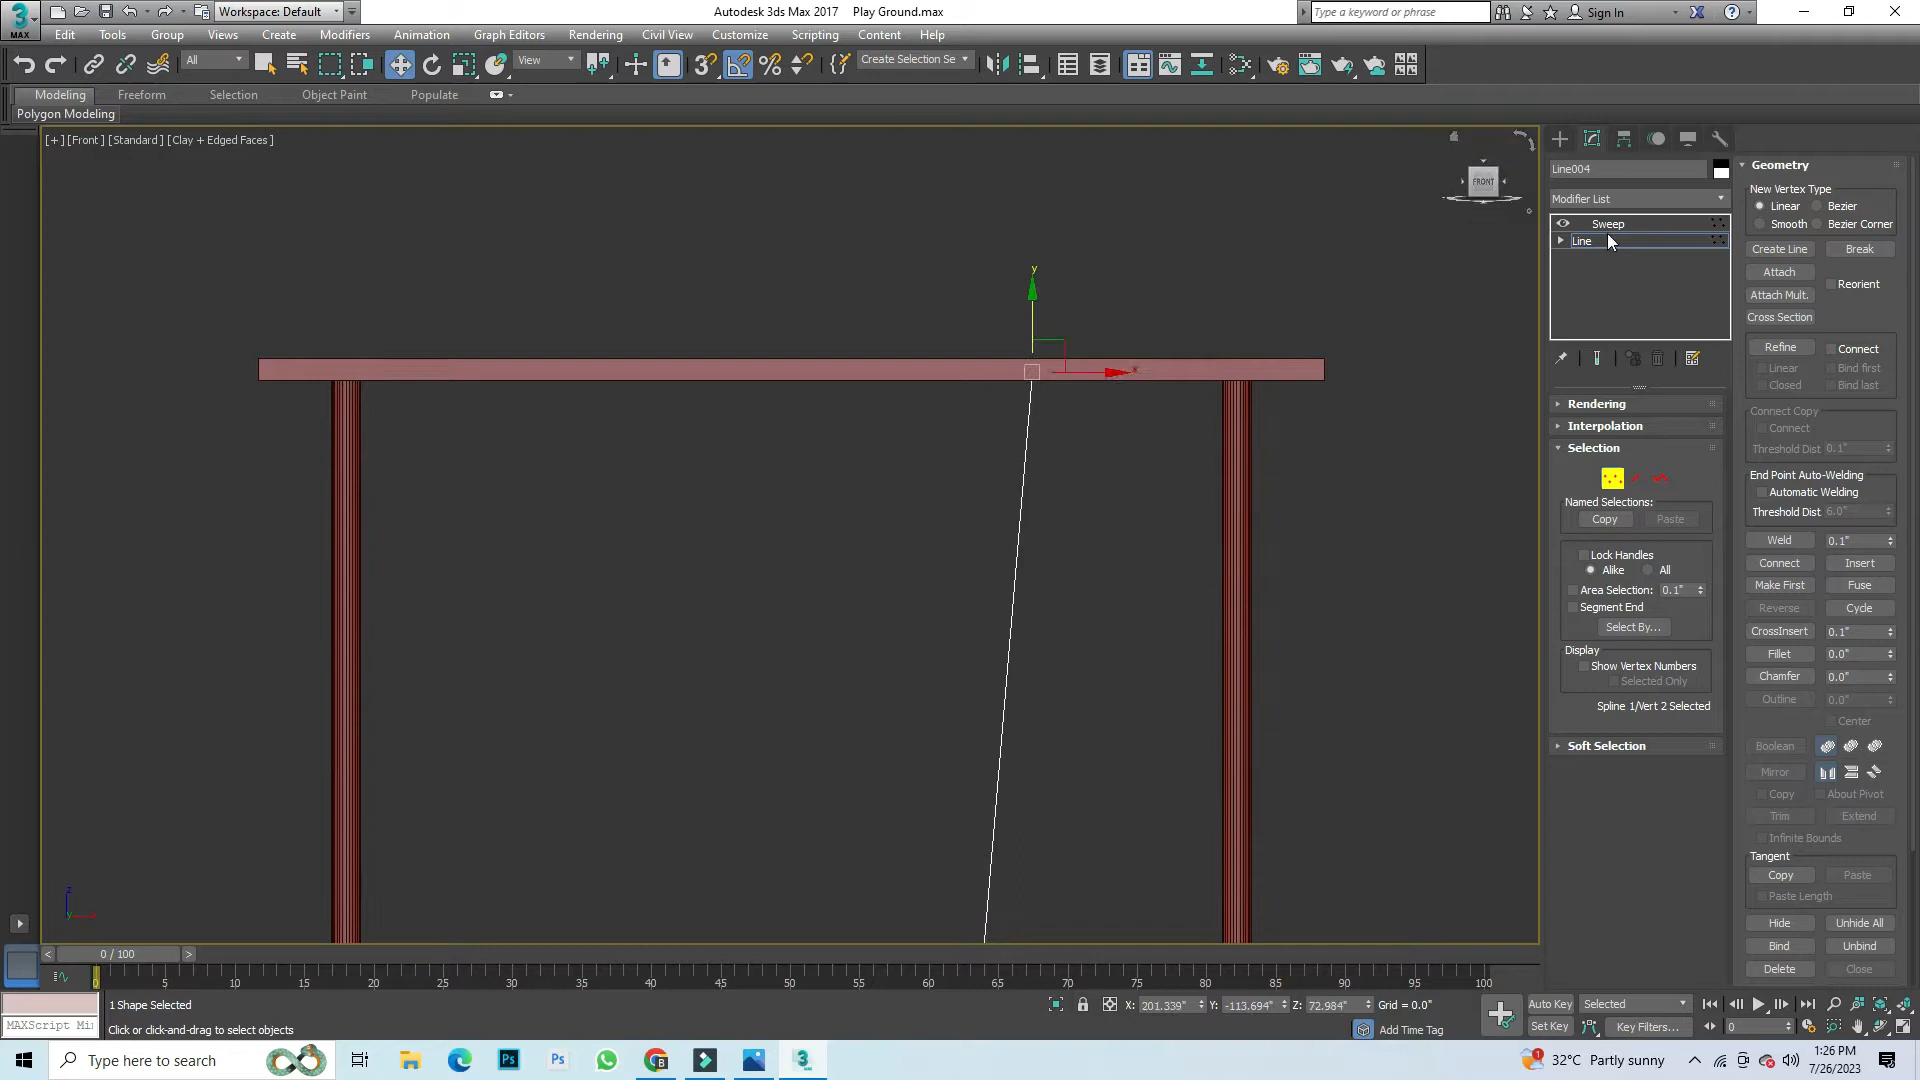 Workspace: Default
Autodesk 3ds Max 2017    Play Ground.max
Type a keyword or phrase
Sign In
MAX
Edit Tools Group Views Create Modifiers Animation Graph Editors Rendering Civil View Customize Scripting Content Help
All
View
Create Selection Se
Modeling Freeform Selection Object Paint Populate
Polygon Modeling
[+] [Front] [Standard] [Clay + Edged Faces]
FRONT
y
x
z
y
Line004
Modifier List
Sweep
Line
Rendering
Interpolation
Selection
Named Selections:
Copy Paste
Lock Handles
Alike All
Area Selection: 0.1"
Segment End
Select By...
Display
Show Vertex Numbers
Selected Only
Spline 1/Vert 2 Selected
Soft Selection
Geometry
New Vertex Type
Linear Bezier
Smooth Bezier Corner
Create Line Break
Attach
Reorient
Attach Mult.
Cross Section
Refine Connect
Linear Bind first
Closed Bind last
Connect Copy
Connect
Threshold Dist 0.1"
End Point Auto-Welding
Automatic Welding
Threshold Dist 6.0"
Weld 0.1"
Connect Insert
Make First Fuse
Reverse Cycle
CrossInsert 0.1"
Fillet 0.0"
Chamfer 0.0"
Outline 0.0"
Center
Boolean
Mirror
Copy About Pivot
Trim Extend
Infinite Bounds
Tangent
Copy Paste
Paste Length
Hide Unhide All
Bind Unbind
Delete Close
< 0 / 100 >
5 10 15 20 25 30 35 40 45 50 55 60 65 70 75 80 85 90 95 100
1 Shape Selected
X: 201.339" Y: -113.694" Z: 72.984" Grid = 0.0"
Auto Key Selected
MAXScript Mi
Click or click-and-drag to select objects
Add Time Tag
Set Key Key Filters...
0
Type here to search
Ps
Ps
B
3
1
32°C Partly sunny
1:26 PM
7/26/2023